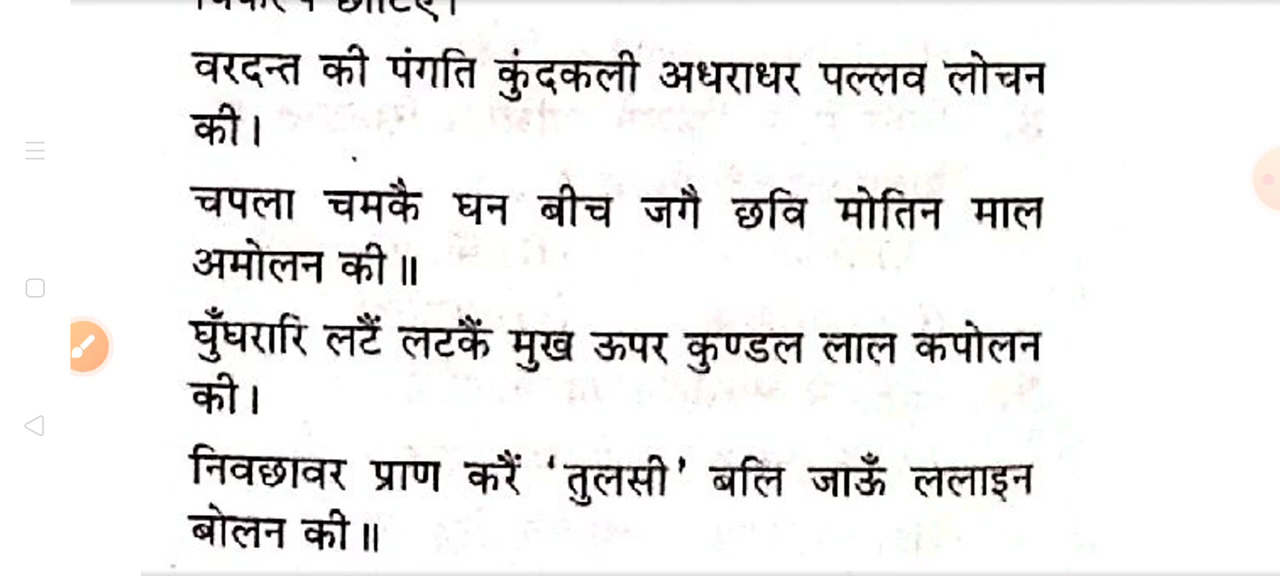 विकल्प छाँटिए।
वरदन्त की पंगति कुंदकली अधराधर पल्लव लोचन
की।
चपला चमकै घन बीच जगै छवि मोतिन माल
अमोलन की॥
घुँघरारि लटैं लटकैं मुख ऊपर कुण्डल लाल कपोलन
की।
निवछावर प्राण करैं ‘तुलसी’ बलि जाऊँ ललाइन
बोलन की॥